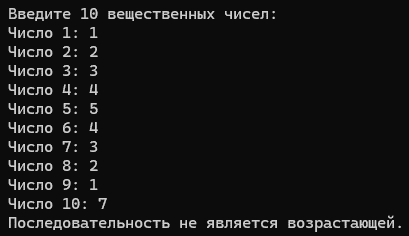 Введите 10 вещественных чисел:
Число 1: 1
Число 2: 2
Число 3: 3
Число 4: 4
Число 5: 5
Число 6: 4
Число 7: 3
Число 8: 2
Число 9: 1
Число 10: 7
Последовательность не является возрастающей.